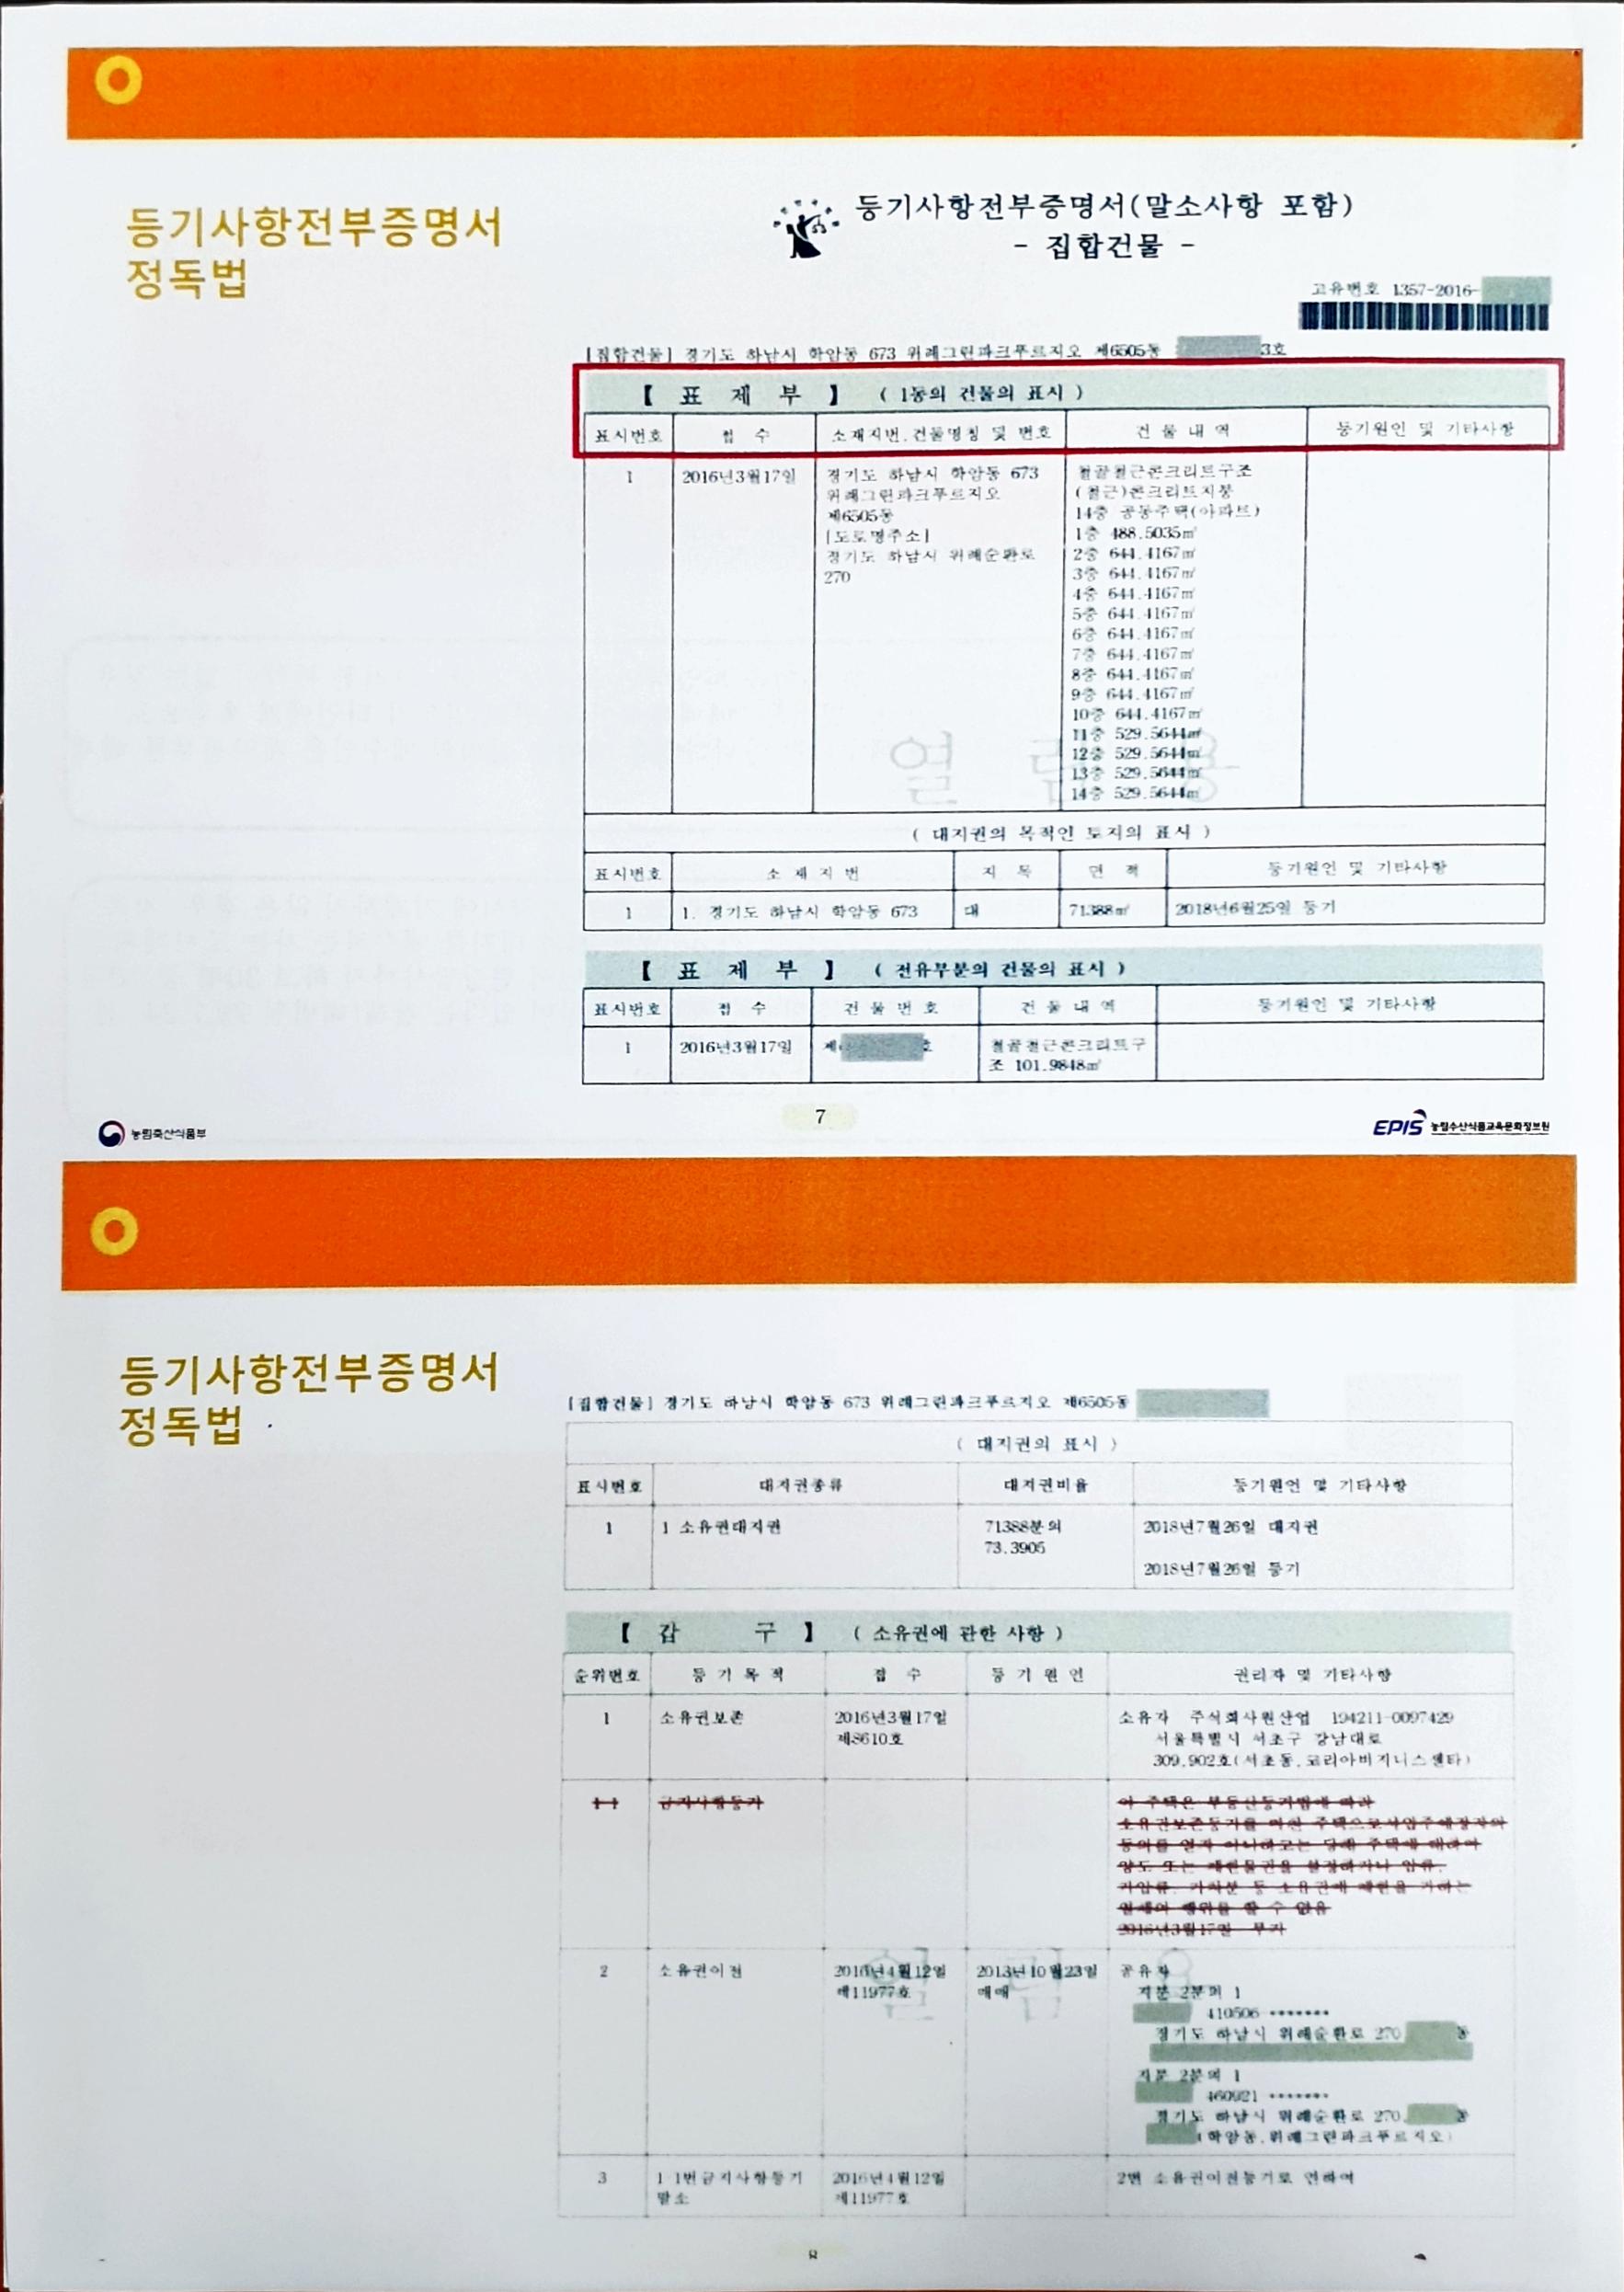 등기사항전부증명서
정독법
등기사항전부증명서(말소사항 포함)
- 집합건물 -
고유번호 1357-2016-
[집합건물] 경기도 하남시 학암동 673 위례그린파크푸르지오 제6505동 3호
【 표 제 부 】 ( 1동의 건물의 표시 )
표시번호 접 수 소재지번,건물명칭 및 번호 건 물 내 역 등기원인 및 기타사항
1 2016년3월17일 경기도 하남시 학암동 673 철골철근콘크리트구조
위례그린파크푸르지오 (철근)콘크리트지붕
제6505동 14층 공동주택(아파트)
[도로명주소] 1층 488.5035㎡
경기도 하남시 위례순환로 2층 644.4167㎡
270 3층 644.4167㎡
4층 644.4167㎡
5층 644.4167㎡
6층 644.4167㎡
7층 644.4167㎡
8층 644.4167㎡
9층 644.4167㎡
10층 644.4167㎡
11층 529.5644㎡
12층 529.5644㎡
13층 529.5644㎡
14층 529.5644㎡
열 람 용
( 대지권의 목적인 토지의 표시 )
표시번호 소 재 지 번 지 목 면 적 등기원인 및 기타사항
1 1. 경기도 하남시 학암동 673 대 71388㎡ 2018년6월25일 등기
【 표 제 부 】 ( 전유부분의 건물의 표시 )
표시번호 접 수 건 물 번 호 건 물 내 역 등기원인 및 기타사항
1 2016년3월17일 제 호 철골철근콘크리트구
조 101.9848㎡
농림축산식품부 7 EPIS 농림수산식품교육문화정보원
등기사항전부증명서
정독법
[집합건물] 경기도 하남시 학암동 673 위례그린파크푸르지오 제6505동
( 대지권의 표시 )
표시번호 대지권종류 대지권비율 등기원인 및 기타사항
1 1 소유권대지권 71388분의 2018년7월26일 대지권
73.3905
2018년7월26일 등기
【 갑 구 】 ( 소유권에 관한 사항 )
순위번호 등 기 목 적 접 수 등 기 원 인 권리자 및 기타사항
1 소유권보존 2016년3월17일 소유자 주식회사원산업 194211-0097429
제8610호 서울특별시 서초구 강남대로
309,902호(서초동,코리아비지니스센타)
1-1 금지사항등기 이 주택은 부동산등기법에 따라
소유권보존등기를 마친 주택으로서입주예정자의
동의를 얻지 아니하고는 당해 주택에 대하여
양도 또는 제한물권을 설정하거나 압류,
가압류, 가처분 등 소유권에 제한을 가하는
일체의 행위를 할 수 없음
2016년3월17일 부기
2 소유권이전 2016년4월12일 2013년10월23일 공유자
제11977호 매매 지분 2분의 1
410506-*******
경기도 하남시 위례순환로 270, 동
지분 2분의 1
460921-*******
경기도 하남시 위례순환로 270, 동
(학암동,위례그린파크푸르지오)
열 람 용
3 1-1번금지사항등기 2016년4월12일 2번 소유권이전등기로 인하여
말소 제11977호
8